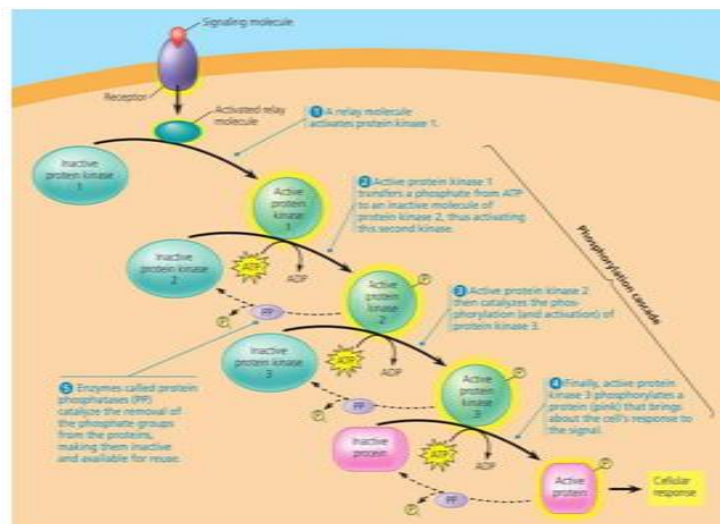 Signaling molecule
Receptor
Activated relay
molecule
1 A relay molecule
activates protein kinase 1.
Inactive
protein kinase
1
Active
protein
kinase
1
2 Active protein kinase 1
transfers a phosphate from ATP
to an inactive molecule of
protein kinase 2, thus activating
this second kinase.
Phosphorylation cascade
Inactive
protein kinase
2
ATP
ADP
P
Active
protein
kinase
2
PP
P
3 Active protein kinase 2
then catalyzes the phos-
phorylation (and activation) of
protein kinase 3.
Inactive
protein kinase
3
ATP
ADP
P
Active
protein
kinase
3
PP
P
4 Finally, active protein
kinase 3 phosphorylates a
protein (pink) that brings
about the cell's response to
the signal.
5 Enzymes called protein
phosphatases (PP)
catalyze the removal of
the phosphate groups
from the proteins,
making them inactive
and available for reuse.
Inactive
protein
ATP
ADP
P
Active
protein
PP
P
Cellular
response